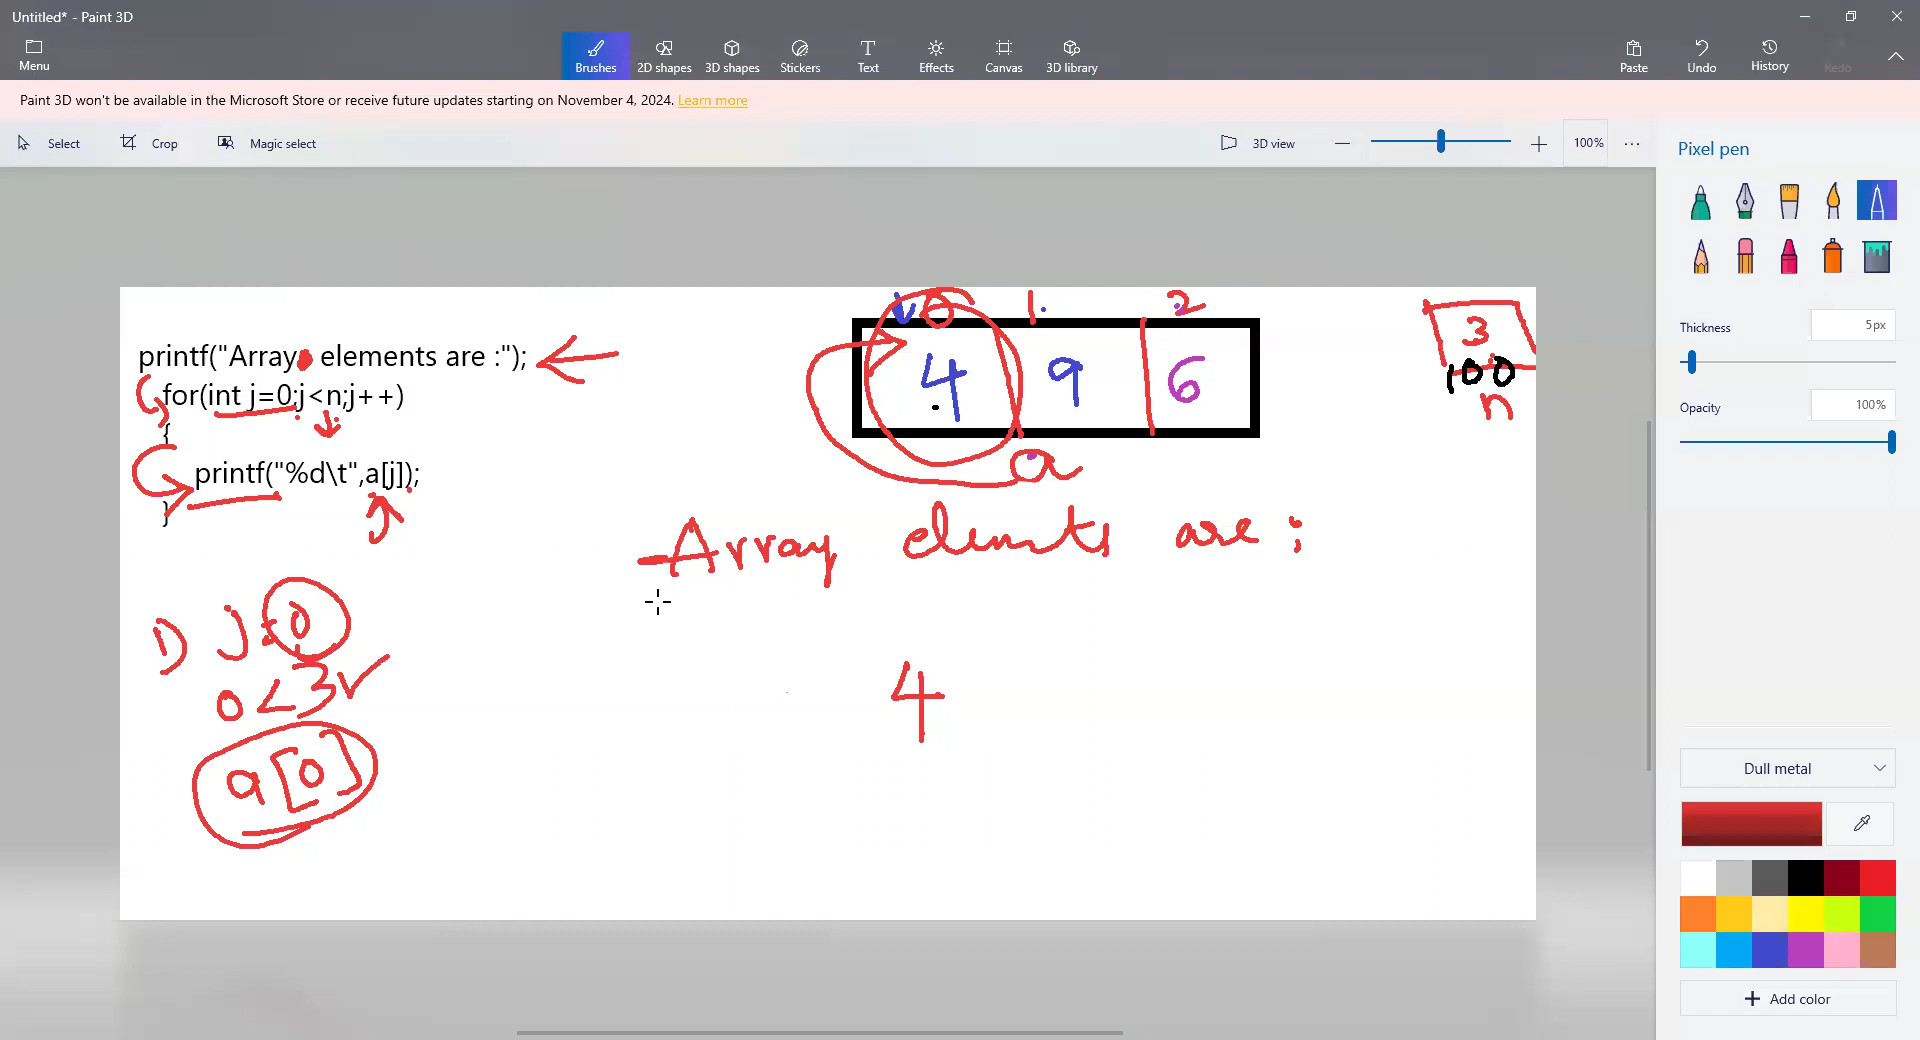 Untitled* - Paint 3D
Menu
Brushes
2D shapes
3D shapes
Stickers
Text
Effects
Canvas
3D library
Paste
Undo
History
Redo
Paint 3D won't be available in the Microsoft Store or receive future updates starting on November 4, 2024. Learn more
Select
Crop
Magic select
3D view
100%
...
Pixel pen
Thickness
5px
Opacity
100%
Dull metal
Add color
printf("Array elements are :");
for(int j=0;j<n;j++)
{
printf("%d\t",a[j]);
}
0 1 2
4 9 6
a
3
100
n
Array elements are :
4
1) j=0
0<3✓
a[0]